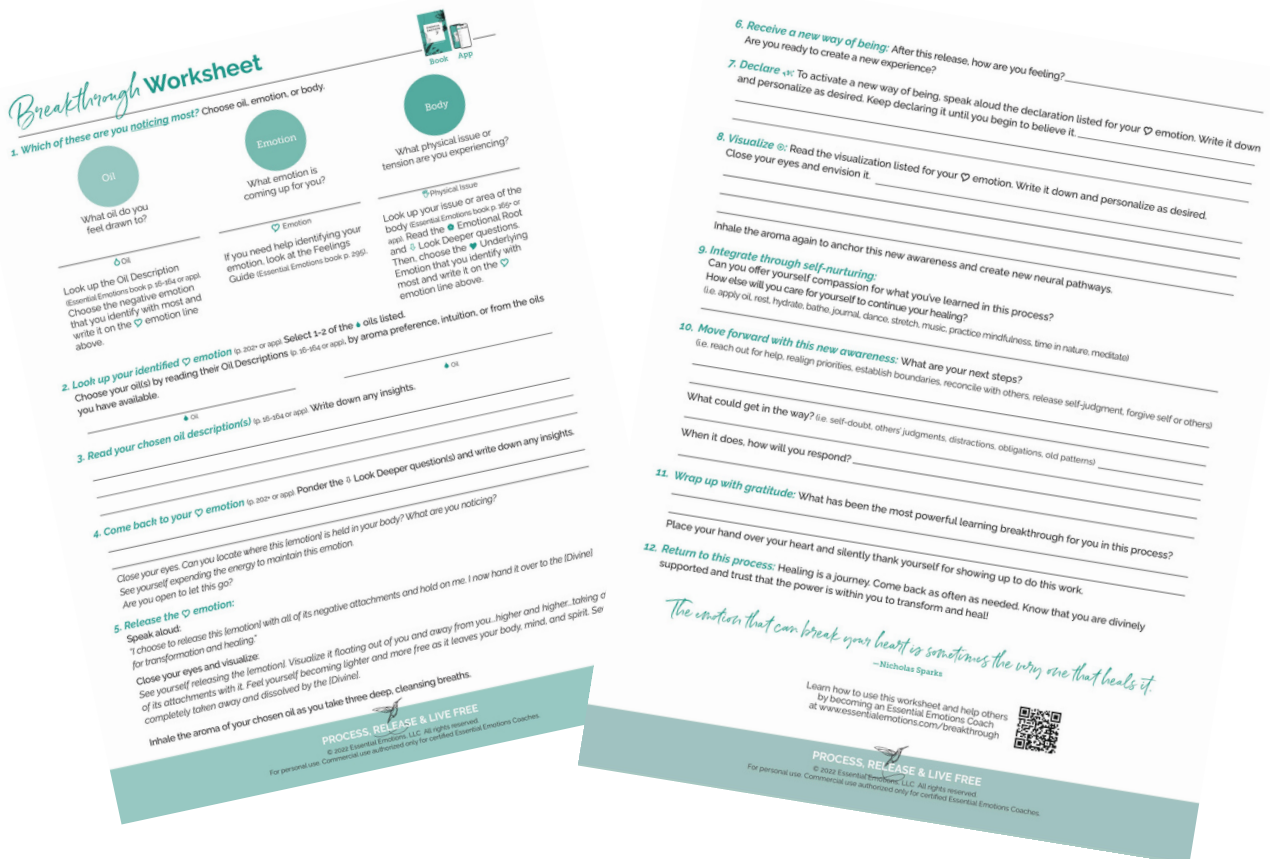 Breakthrough Worksheet
Book App
1. Which of these are you noticing most? Choose oil, emotion, or body.
Oil
What oil do you
feel drawn to?
Oil
Look up the Oil Description
(Essential Emotions book p. 16-164 or app).
Choose the negative emotion
that you identify with most and
write it on the ♡ emotion line
above.
Emotion
What emotion is
coming up for you?
♡ Emotion
If you need help identifying your
emotion, look at the Feelings
Guide (Essential Emotions book p. 295).
Body
What physical issue or
tension are you experiencing?
Physical Issue
Look up your issue or area of the
body (Essential Emotions book p. 165+ or
app). Read the Emotional Root
and Look Deeper questions.
Then, choose the ♥ Underlying
Emotion that you identify with
most and write it on the ♡
emotion line above.
2. Look up your identified ♡ emotion (p. 202+ or app). Select 1-2 of the oils listed.
Choose your oil(s) by reading their Oil Descriptions (p. 16-164 or app), by aroma preference, intuition, or from the oils
you have available.
Oil
Oil
3. Read your chosen oil description(s) (p. 16-164 or app). Write down any insights.
4. Come back to your ♡ emotion (p. 202+ or app). Ponder the Look Deeper question(s) and write down any insights.
Close your eyes. Can you locate where this [emotion] is held in your body? What are you noticing?
See yourself expending the energy to maintain this emotion.
Are you open to let this go?
5. Release the ♡ emotion:
Speak aloud:
"I choose to release this [emotion] with all of its negative attachments and hold on me. I now hand it over to the [Divine]
for transformation and healing."
Close your eyes and visualize:
See yourself releasing the [emotion]. Visualize it floating out of you and away from you...higher and higher...taking
of its attachments with it. Feel yourself becoming lighter and more free as it leaves your body, mind, and spirit. See
completely taken away and dissolved by the [Divine].
Inhale the aroma of your chosen oil as you take three deep, cleansing breaths.
PROCESS, RELEASE & LIVE FREE
© 2022 Essential Emotions, LLC. All rights reserved.
For personal use. Commercial use authorized only for certified Essential Emotions Coaches.
6. Receive a new way of being: After this release, how are you feeling?
Are you ready to create a new experience?
7. Declare : To activate a new way of being, speak aloud the declaration listed for your ♡ emotion. Write it down
and personalize as desired. Keep declaring it until you begin to believe it.
8. Visualize : Read the visualization listed for your ♡ emotion. Write it down and personalize as desired.
Close your eyes and envision it.
Inhale the aroma again to anchor this new awareness and create new neural pathways.
9. Integrate through self-nurturing:
Can you offer yourself compassion for what you've learned in this process?
How else will you care for yourself to continue your healing?
(i.e. apply oil, rest, hydrate, bathe, journal, dance, stretch, music, practice mindfulness, time in nature, meditate)
10. Move forward with this new awareness: What are your next steps?
(i.e. reach out for help, realign priorities, establish boundaries, reconcile with others, release self-judgment, forgive self or others)
What could get in the way? (i.e. self-doubt, others' judgments, distractions, obligations, old patterns)
When it does, how will you respond?
11. Wrap up with gratitude: What has been the most powerful learning breakthrough for you in this process?
Place your hand over your heart and silently thank yourself for showing up to do this work.
12. Return to this process: Healing is a journey. Come back as often as needed. Know that you are divinely
supported and trust that the power is within you to transform and heal!
The emotion that can break your heart is sometimes the very one that heals it.
—Nicholas Sparks
Learn how to use this worksheet and help others
by becoming an Essential Emotions Coach
at www.essentialemotions.com/breakthrough
PROCESS, RELEASE & LIVE FREE
© 2022 Essential Emotions, LLC. All rights reserved.
For personal use. Commercial use authorized only for certified Essential Emotions Coaches.